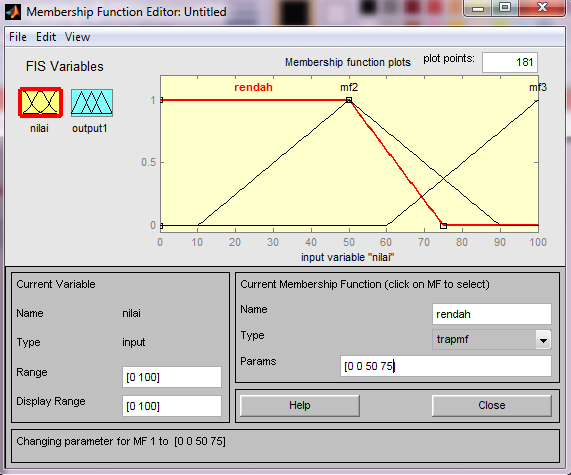 Membership Function Editor: Untitled
File Edit View
FIS Variables
Membership function plots plot points: 181
nilai output1
rendah mf2 mf3
1
0.5
0
0 10 20 30 40 50 60 70 80 90 100
input variable "nilai"
Current Variable
Name nilai
Type input
Range [0 100]
Display Range [0 100]
Current Membership Function (click on MF to select)
Name rendah
Type trapmf
Params [0 0 50 75]
Help Close
Changing parameter for MF 1 to [0 0 50 75]